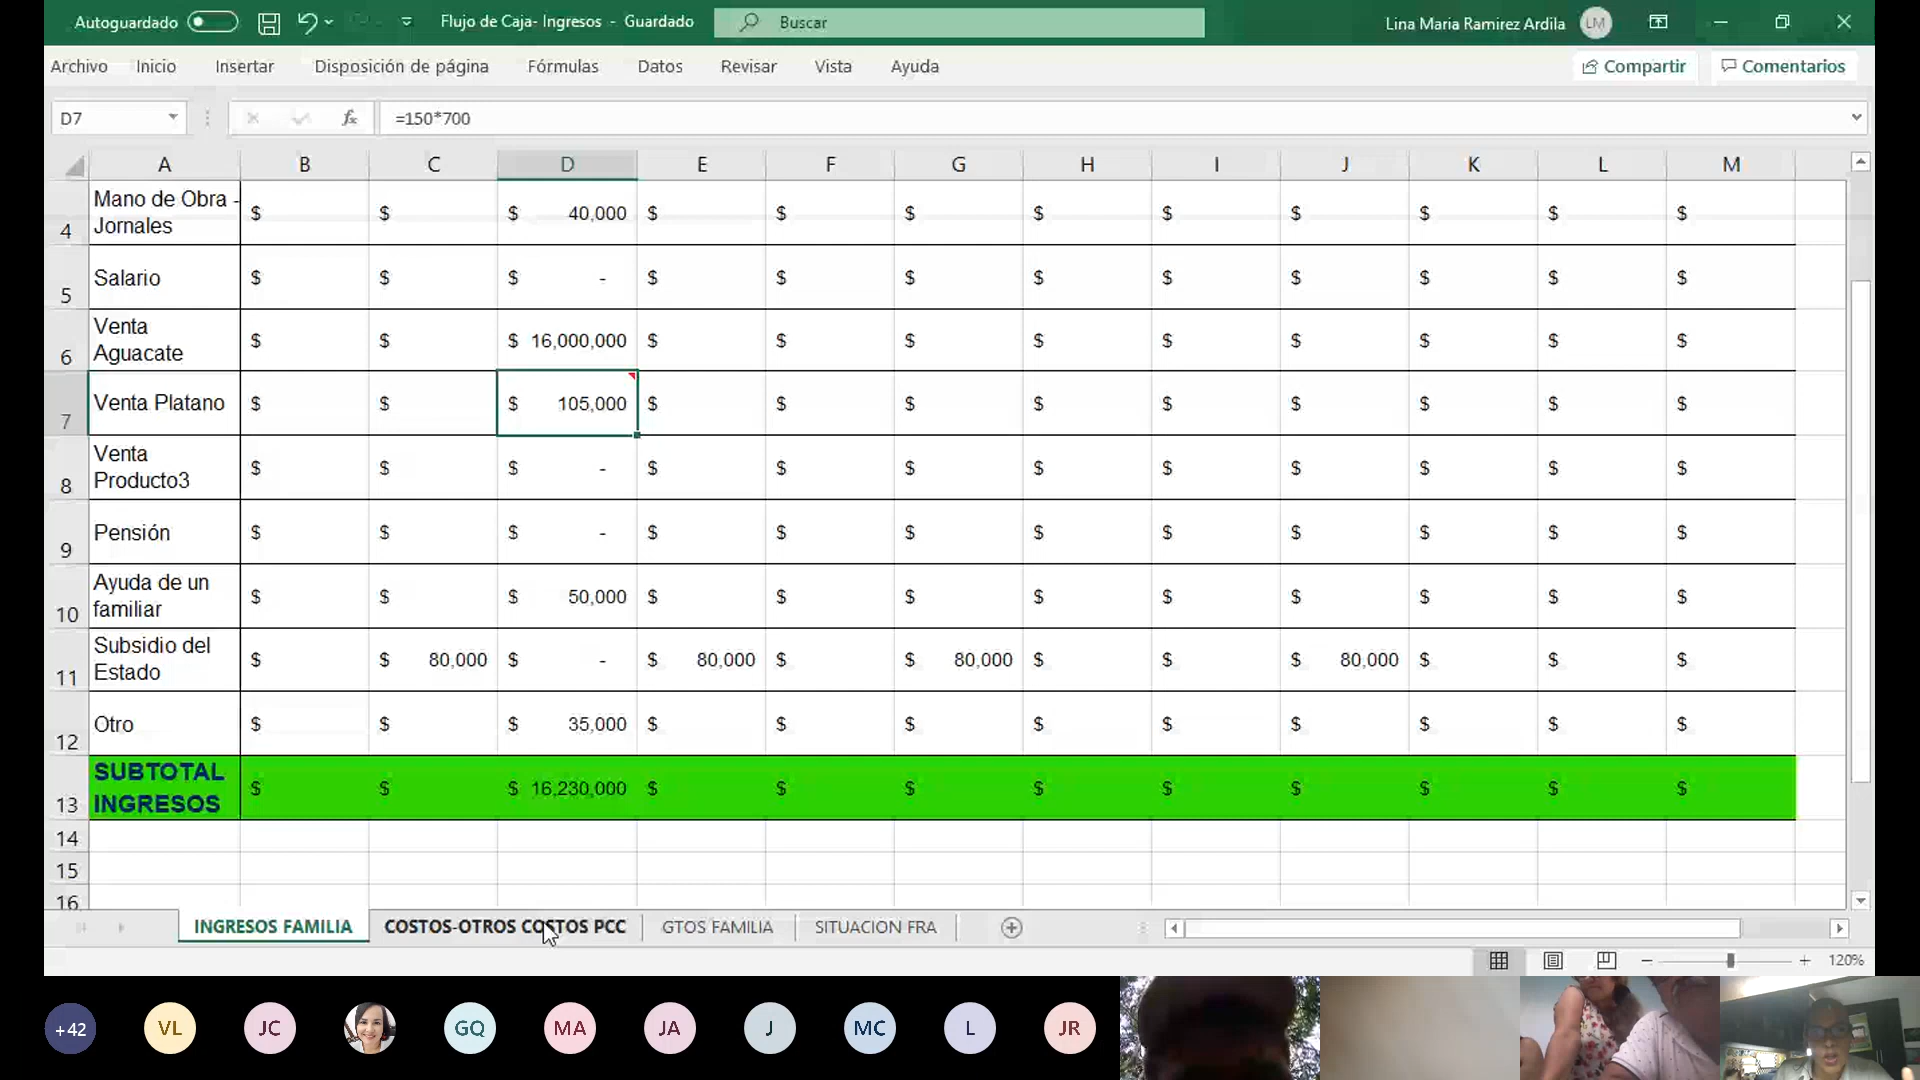 Autoguardado
Flujo de Caja- Ingresos - Guardado
Buscar
Lina Maria Ramirez Ardila LM
Archivo Inicio Insertar Disposición de página Fórmulas Datos Revisar Vista Ayuda Compartir Comentarios
D7 fx =150*700
A B C D E F G H I J K L M
4 Mano de Obra - Jornales $ $ $ 40,000 $ $ $ $ $ $ $ $ $
5 Salario $ $ $ - $ $ $ $ $ $ $ $ $
6 Venta Aguacate $ $ $ 16,000,000 $ $ $ $ $ $ $ $ $
7 Venta Platano $ $ $ 105,000 $ $ $ $ $ $ $ $ $
8 Venta Producto3 $ $ $ - $ $ $ $ $ $ $ $ $
9 Pensión $ $ $ - $ $ $ $ $ $ $ $ $
10 Ayuda de un familiar $ $ $ 50,000 $ $ $ $ $ $ $ $ $
11 Subsidio del Estado $ $ 80,000 $ - $ 80,000 $ $ 80,000 $ $ $ 80,000 $ $ $
12 Otro $ $ $ 35,000 $ $ $ $ $ $ $ $ $
13 SUBTOTAL INGRESOS $ $ $ 16,230,000 $ $ $ $ $ $ $ $ $
14
15
16
INGRESOS FAMILIA COSTOS-OTROS COSTOS PCC GTOS FAMILIA SITUACION FRA
120%
+42 VL JC GQ MA JA J MC L JR